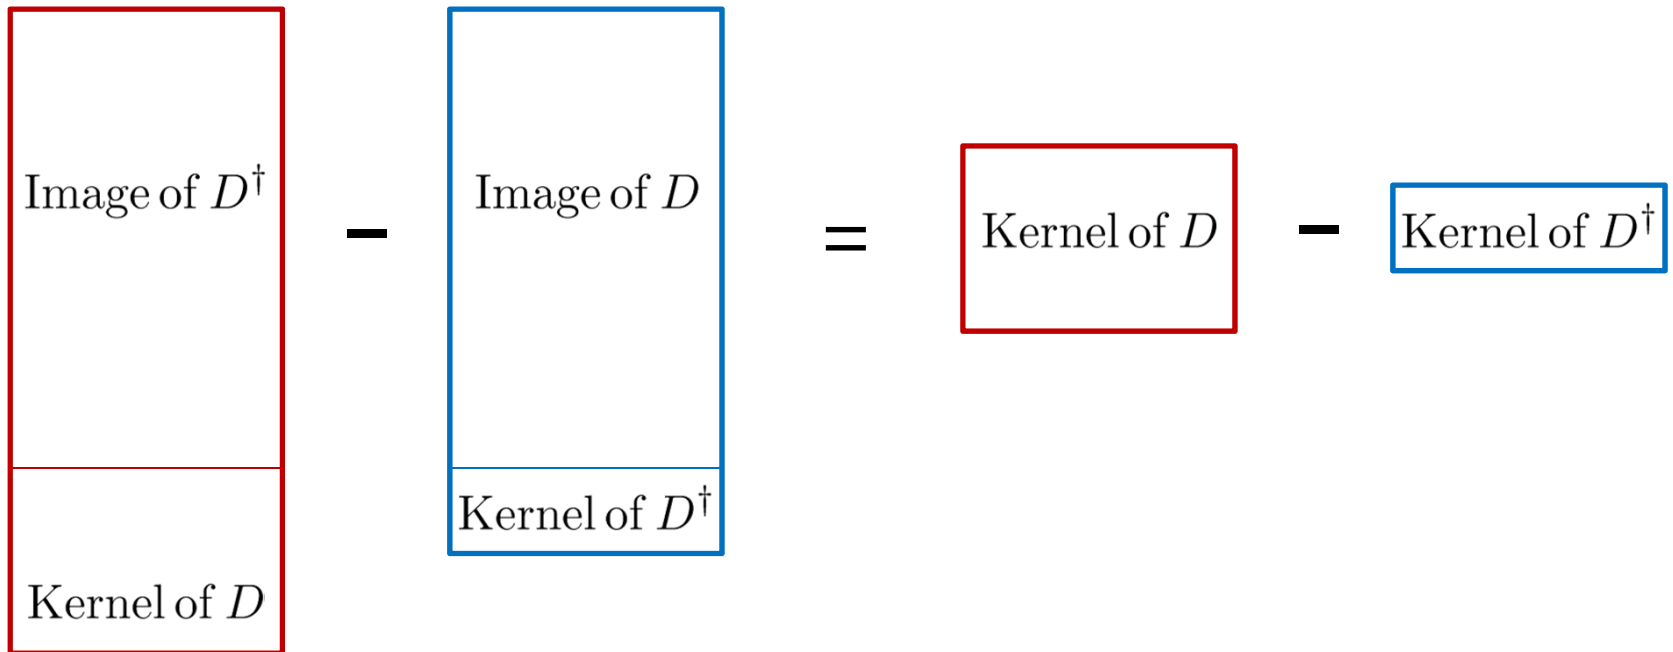 Image of D†
Kernel of D
−
Image of D
Kernel of D†
=
Kernel of D
−
Kernel of D†